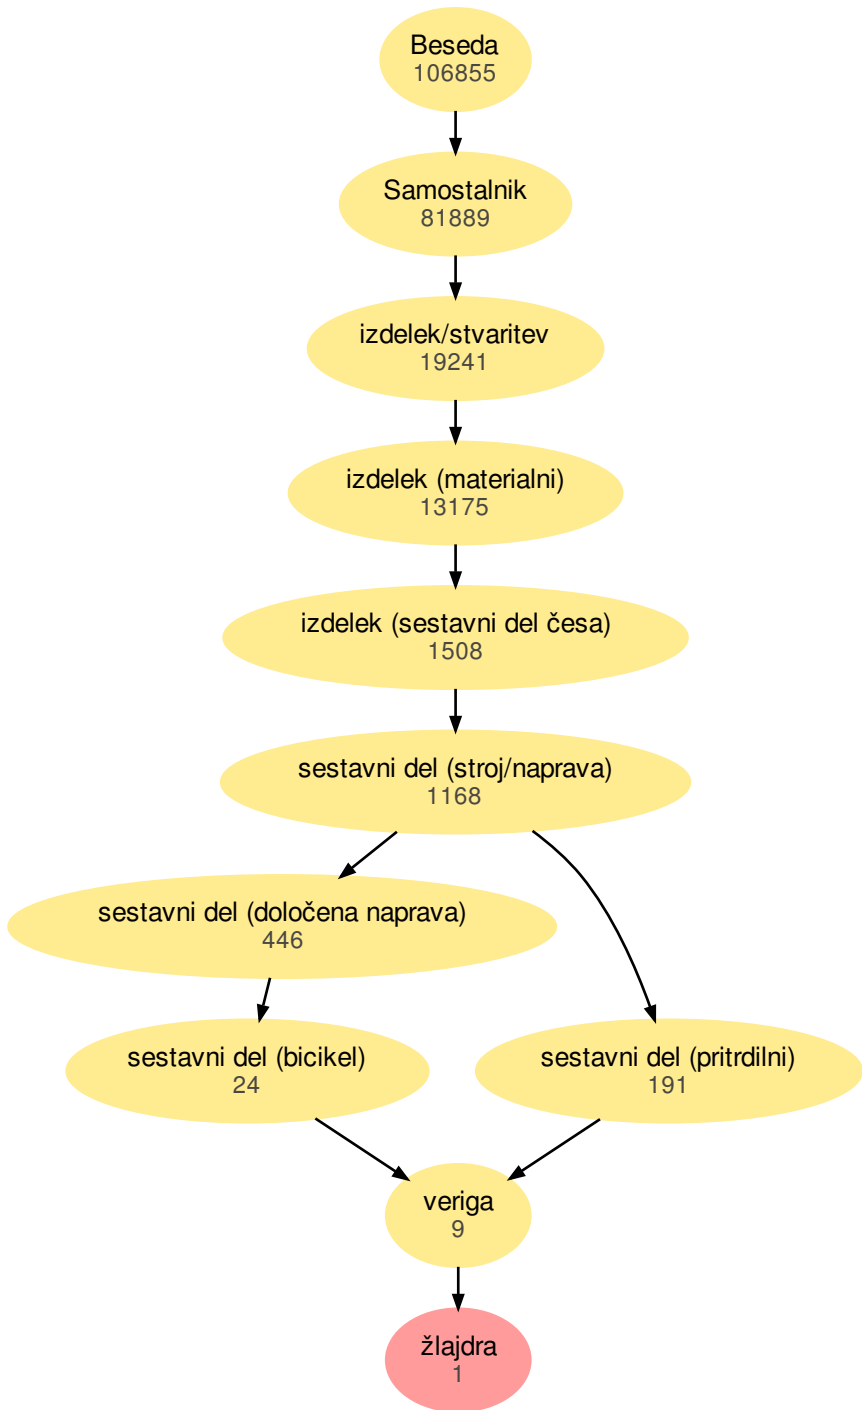 Beseda
106855
Samostalnik
81889
izdelek/stvaritev
19241
izdelek (materialni)
13175
izdelek (sestavni del česa)
1508
sestavni del (stroj/naprava)
1168
sestavni del (določena naprava)
446
sestavni del (bicikel)
24
sestavni del (pritrdilni)
191
veriga
9
žlajdra
1